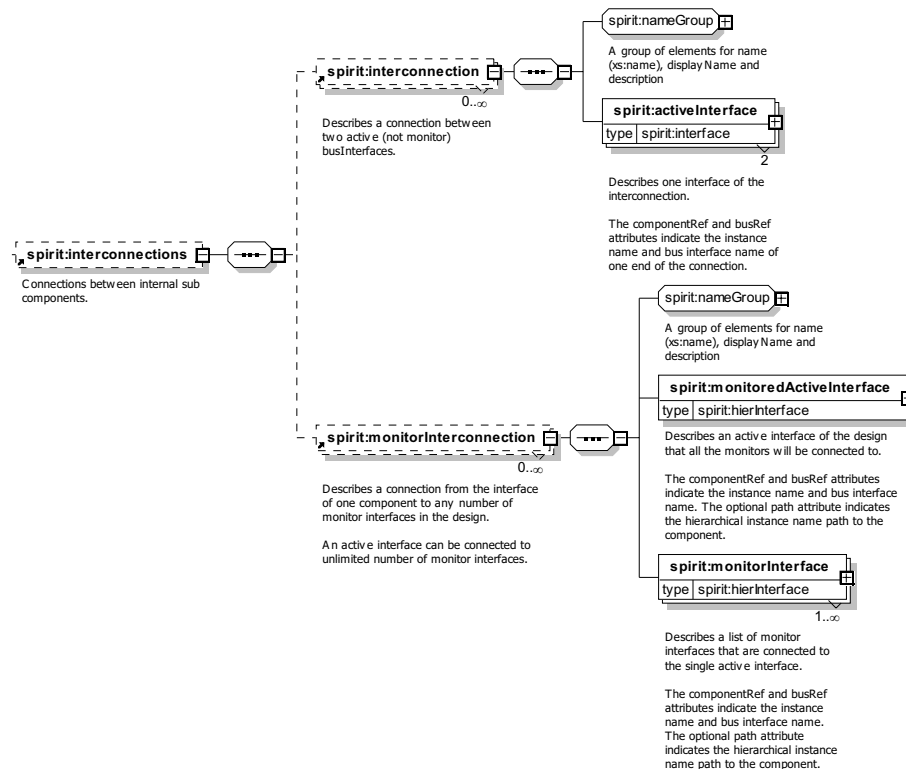 spirit:nameGroup
A group of elements for name
(xs:name), display Name and
description
spirit:interconnection
0..∞
Describes a connection between
two active (not monitor)
busInterfaces.
spirit:activeInterface
type spirit:interface
2
Describes one interface of the
interconnection.
The componentRef and busRef
attributes indicate the instance
name and bus interface name of
one end of the connection.
spirit:interconnections
Connections between internal sub
components.
spirit:nameGroup
A group of elements for name
(xs:name), display Name and
description
spirit:monitoredActiveInterface
type spirit:hierInterface
Describes an active interface of the design
that all the monitors will be connected to.
The componentRef and busRef attributes
indicate the instance name and bus interface
name. The optional path attribute indicates
the hierarchical instance name path to the
component.
spirit:monitorInterconnection
0..∞
Describes a connection from the interface
of one component to any number of
monitor interfaces in the design.
An active interface can be connected to
unlimited number of monitor interfaces.
spirit:monitorInterface
type spirit:hierInterface
1..∞
Describes a list of monitor
interfaces that are connected to
the single active interface.
The componentRef and busRef
attributes indicate the instance
name and bus interface name.
The optional path attribute
indicates the hierarchical instance
name path to the component.